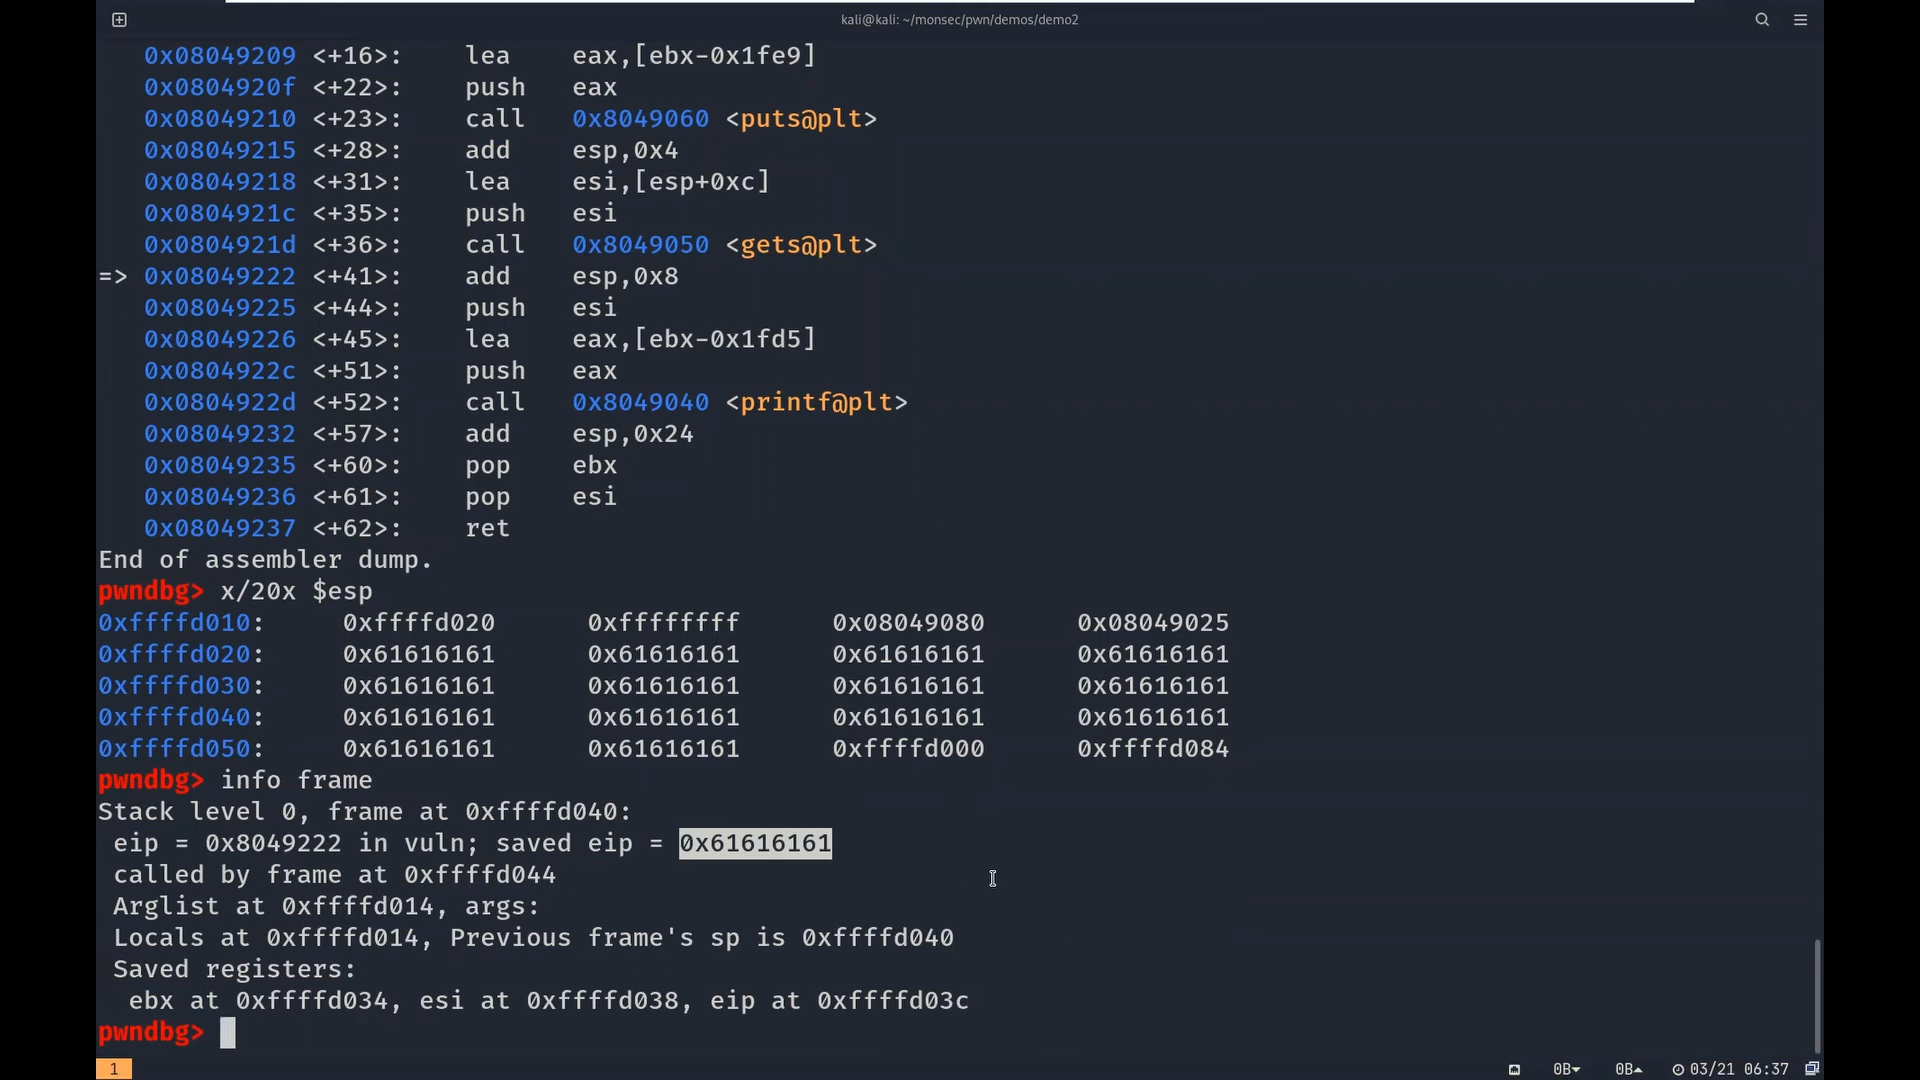 kali@kali: ~/monsec/pwn/demos/demo2
0x08049209 <+16>: lea eax,[ebx-0x1fe9]
0x0804920f <+22>: push eax
0x08049210 <+23>: call 0x8049060 <puts@plt>
0x08049215 <+28>: add esp,0x4
0x08049218 <+31>: lea esi,[esp+0xc]
0x0804921c <+35>: push esi
0x0804921d <+36>: call 0x8049050 <gets@plt>
=> 0x08049222 <+41>: add esp,0x8
0x08049225 <+44>: push esi
0x08049226 <+45>: lea eax,[ebx-0x1fd5]
0x0804922c <+51>: push eax
0x0804922d <+52>: call 0x8049040 <printf@plt>
0x08049232 <+57>: add esp,0x24
0x08049235 <+60>: pop ebx
0x08049236 <+61>: pop esi
0x08049237 <+62>: ret
End of assembler dump.
pwndbg> x/20x $esp
0xffffd010: 0xffffd020 0xffffffff 0x08049080 0x08049025
0xffffd020: 0x61616161 0x61616161 0x61616161 0x61616161
0xffffd030: 0x61616161 0x61616161 0x61616161 0x61616161
0xffffd040: 0x61616161 0x61616161 0x61616161 0x61616161
0xffffd050: 0x61616161 0x61616161 0xffffd000 0xffffd084
pwndbg> info frame
Stack level 0, frame at 0xffffd040:
eip = 0x8049222 in vuln; saved eip = 0x61616161
called by frame at 0xffffd044
Arglist at 0xffffd014, args:
Locals at 0xffffd014, Previous frame's sp is 0xffffd040
Saved registers:
ebx at 0xffffd034, esi at 0xffffd038, eip at 0xffffd03c
pwndbg>
1 0B▾ 0B▴ 03/21 06:37